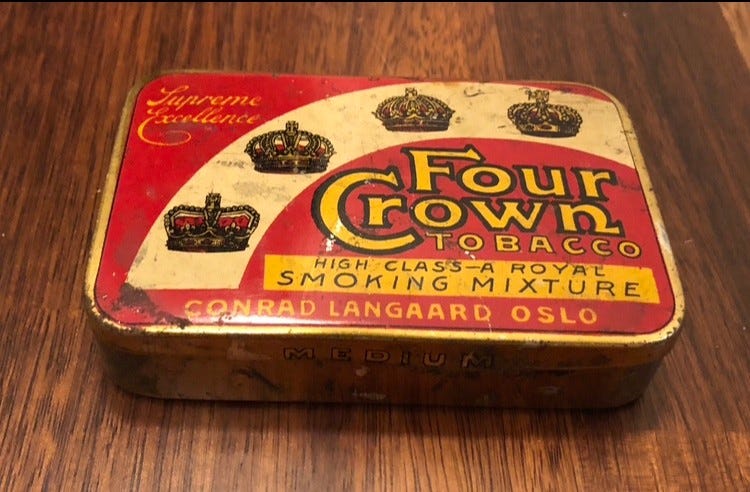 Supreme
Excellence
Four
Crown
TOBACCO
HIGH CLASS-A ROYAL
SMOKING MIXTURE
CONRAD LANGAARD OSLO
MEDIUM